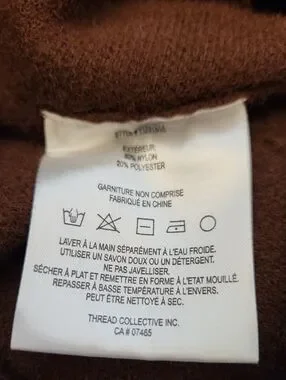 EXTÉRIEUR
80% NYLON
20% POLYESTER
GARNITURE NON COMPRISE
FABRIQUÉ EN CHINE
LAVER À LA MAIN SÉPARÉMENT À L'EAU FROIDE.
UTILISER UN SAVON DOUX OU UN DÉTERGENT.
NE PAS JAVELLISER.
SÉCHER À PLAT ET REMETTRE EN FORME À L'ÉTAT MOUILLÉ.
REPASSER À BASSE TEMPÉRATURE À L'ENVERS.
PEUT ÊTRE NETTOYÉ À SEC.
THREAD COLLECTIVE INC.
CA # 07465